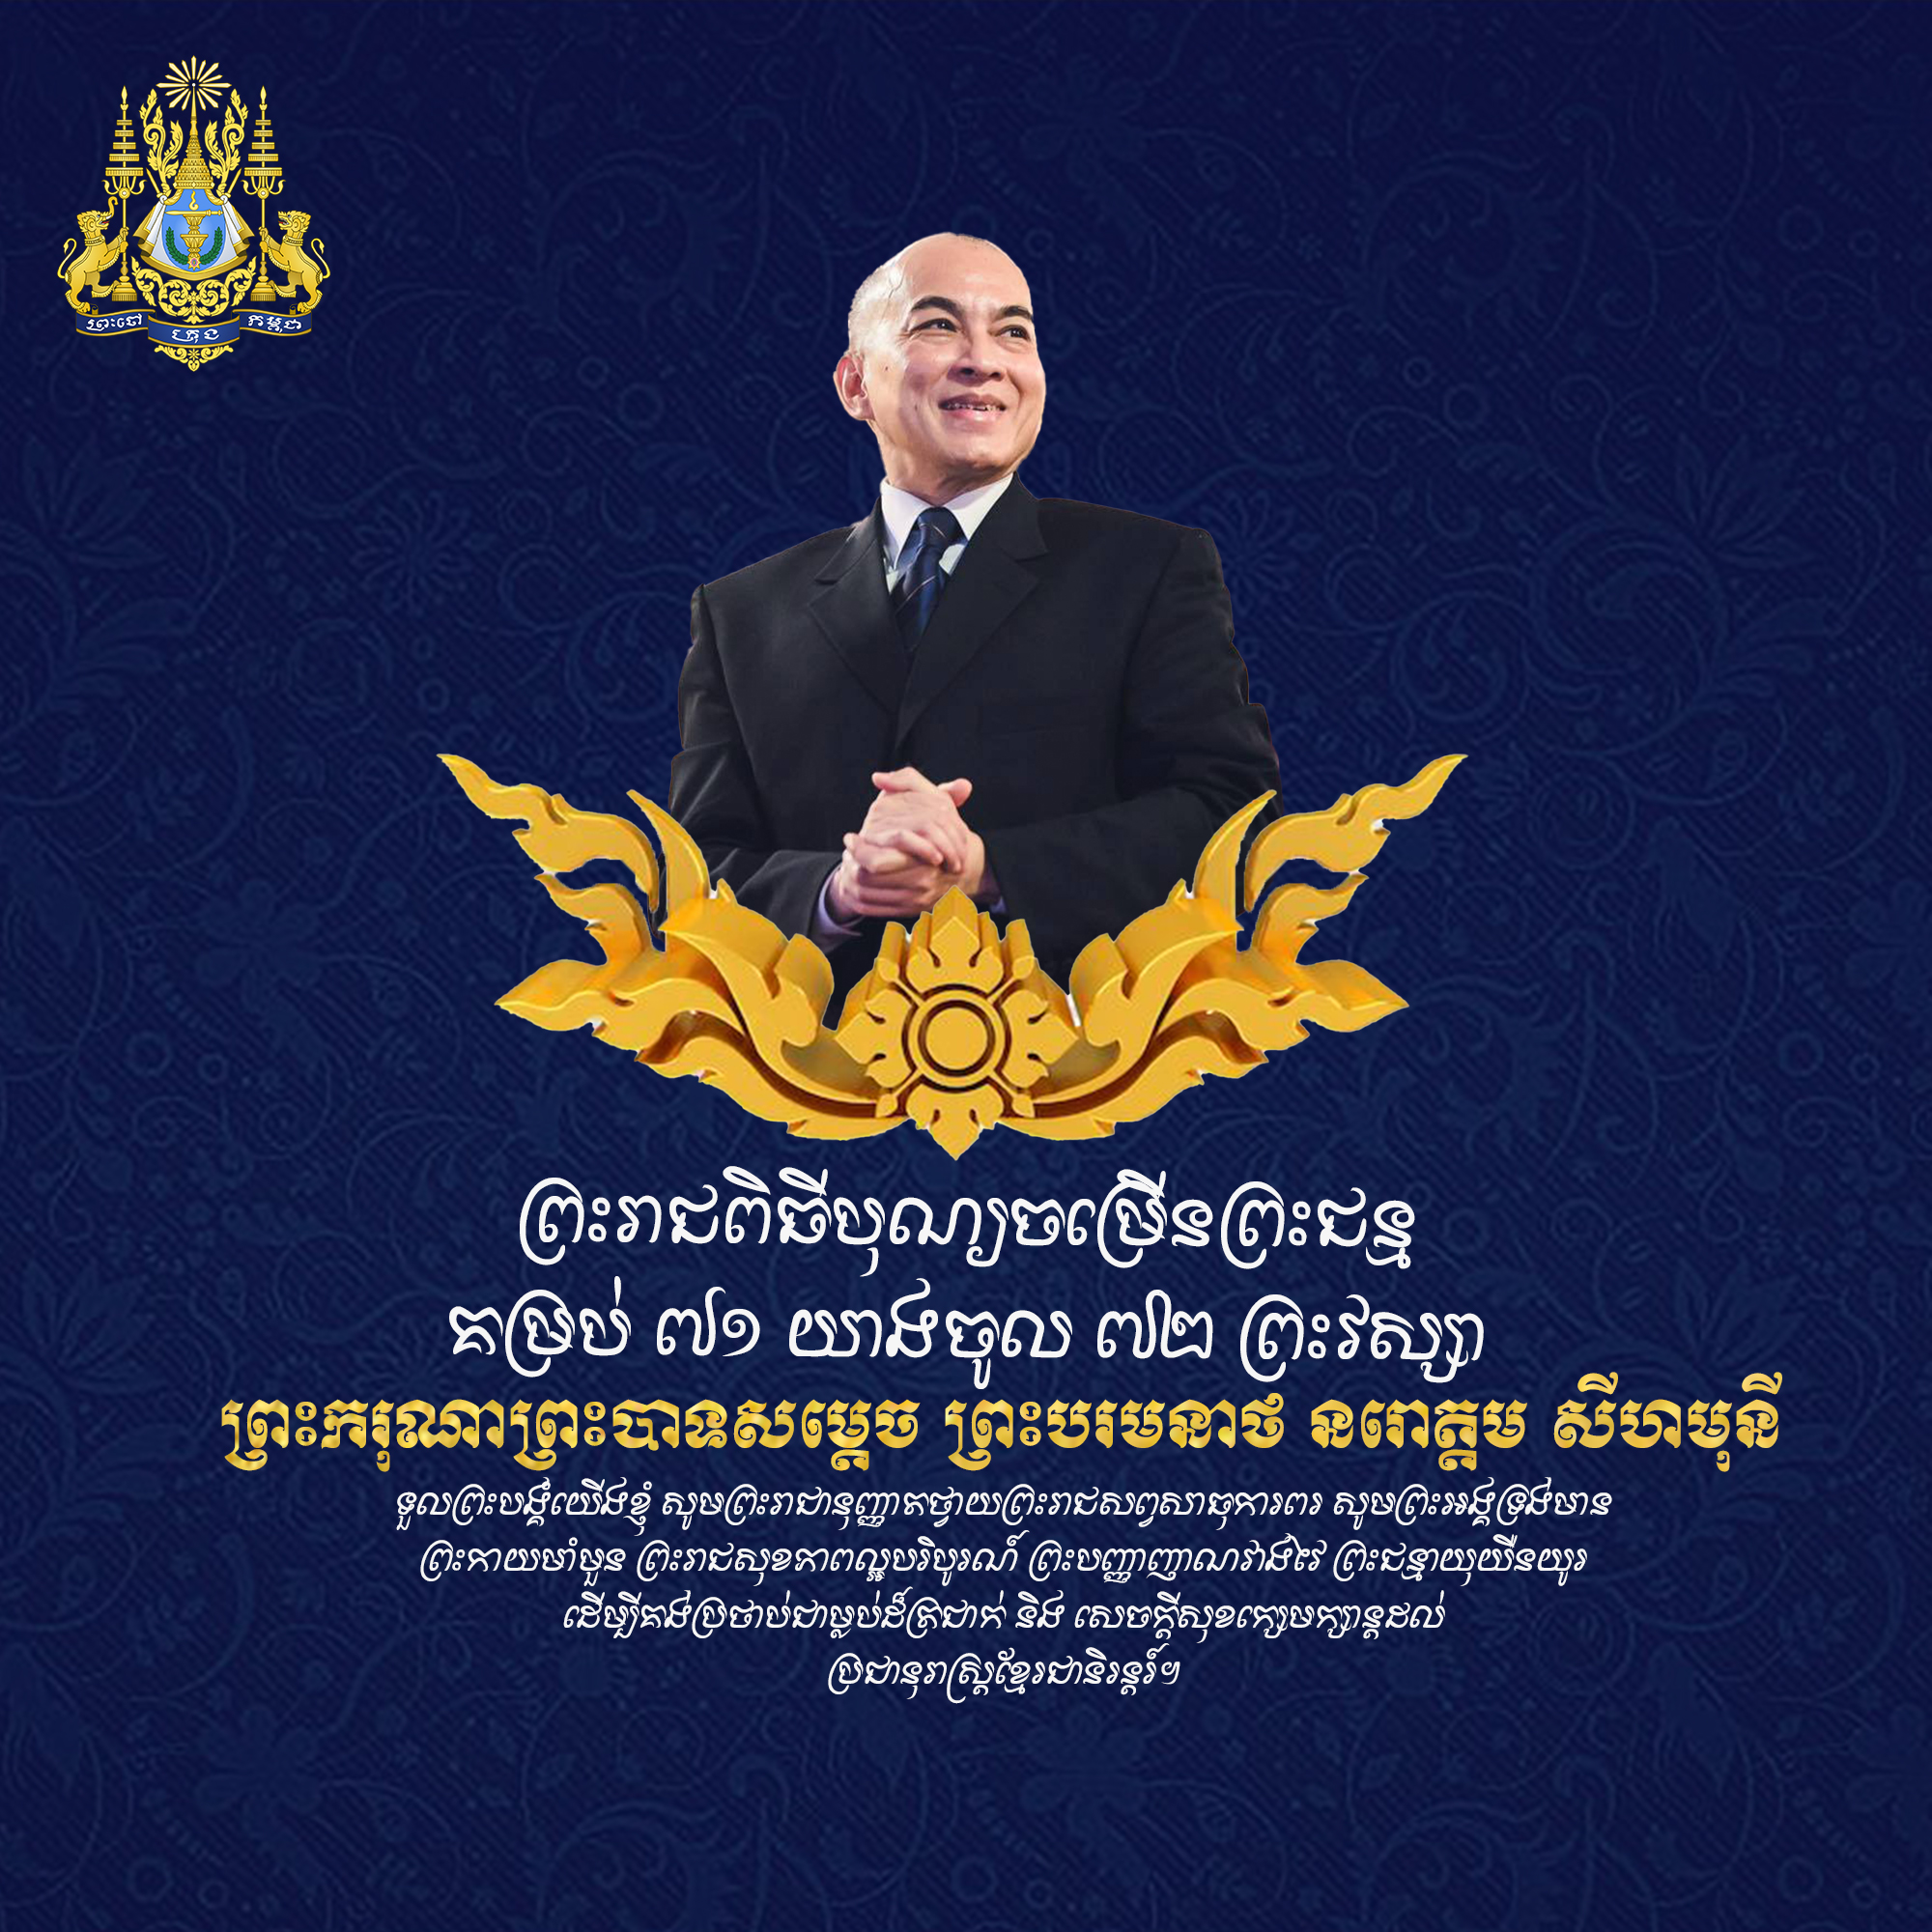 ព្រះចៅ ក្រុង កម្ពុជា
ព្រះរាជពិធីបុណ្យចម្រើនព្រះជន្ម
គម្រប់ ៧១ យាងចូល ៧២ ព្រះវស្សា
ព្រះករុណាព្រះបាទសម្តេច ព្រះបរមនាថ នរោត្តម សីហមុនី
ទូលព្រះបង្គំយើងខ្ញុំ សូមព្រះរាជានុញ្ញាតថ្វាយព្រះរាជសព្ទសាធុការពរ សូមព្រះអង្គទ្រង់មាន
ព្រះកាយមាំមួន ព្រះរាជសុខភាពល្អបរិបូរណ៍ ព្រះបញ្ញាញាណវាងវៃ ព្រះជន្មាយុយឺនយូរ
ដើម្បីគង់ប្រថាប់ជាម្លប់ដ៏ត្រជាក់ និង សេចក្តីសុខក្សេមក្សាន្តដល់
ប្រជានុរាស្ត្រខ្មែរជានិរន្តរ៍។